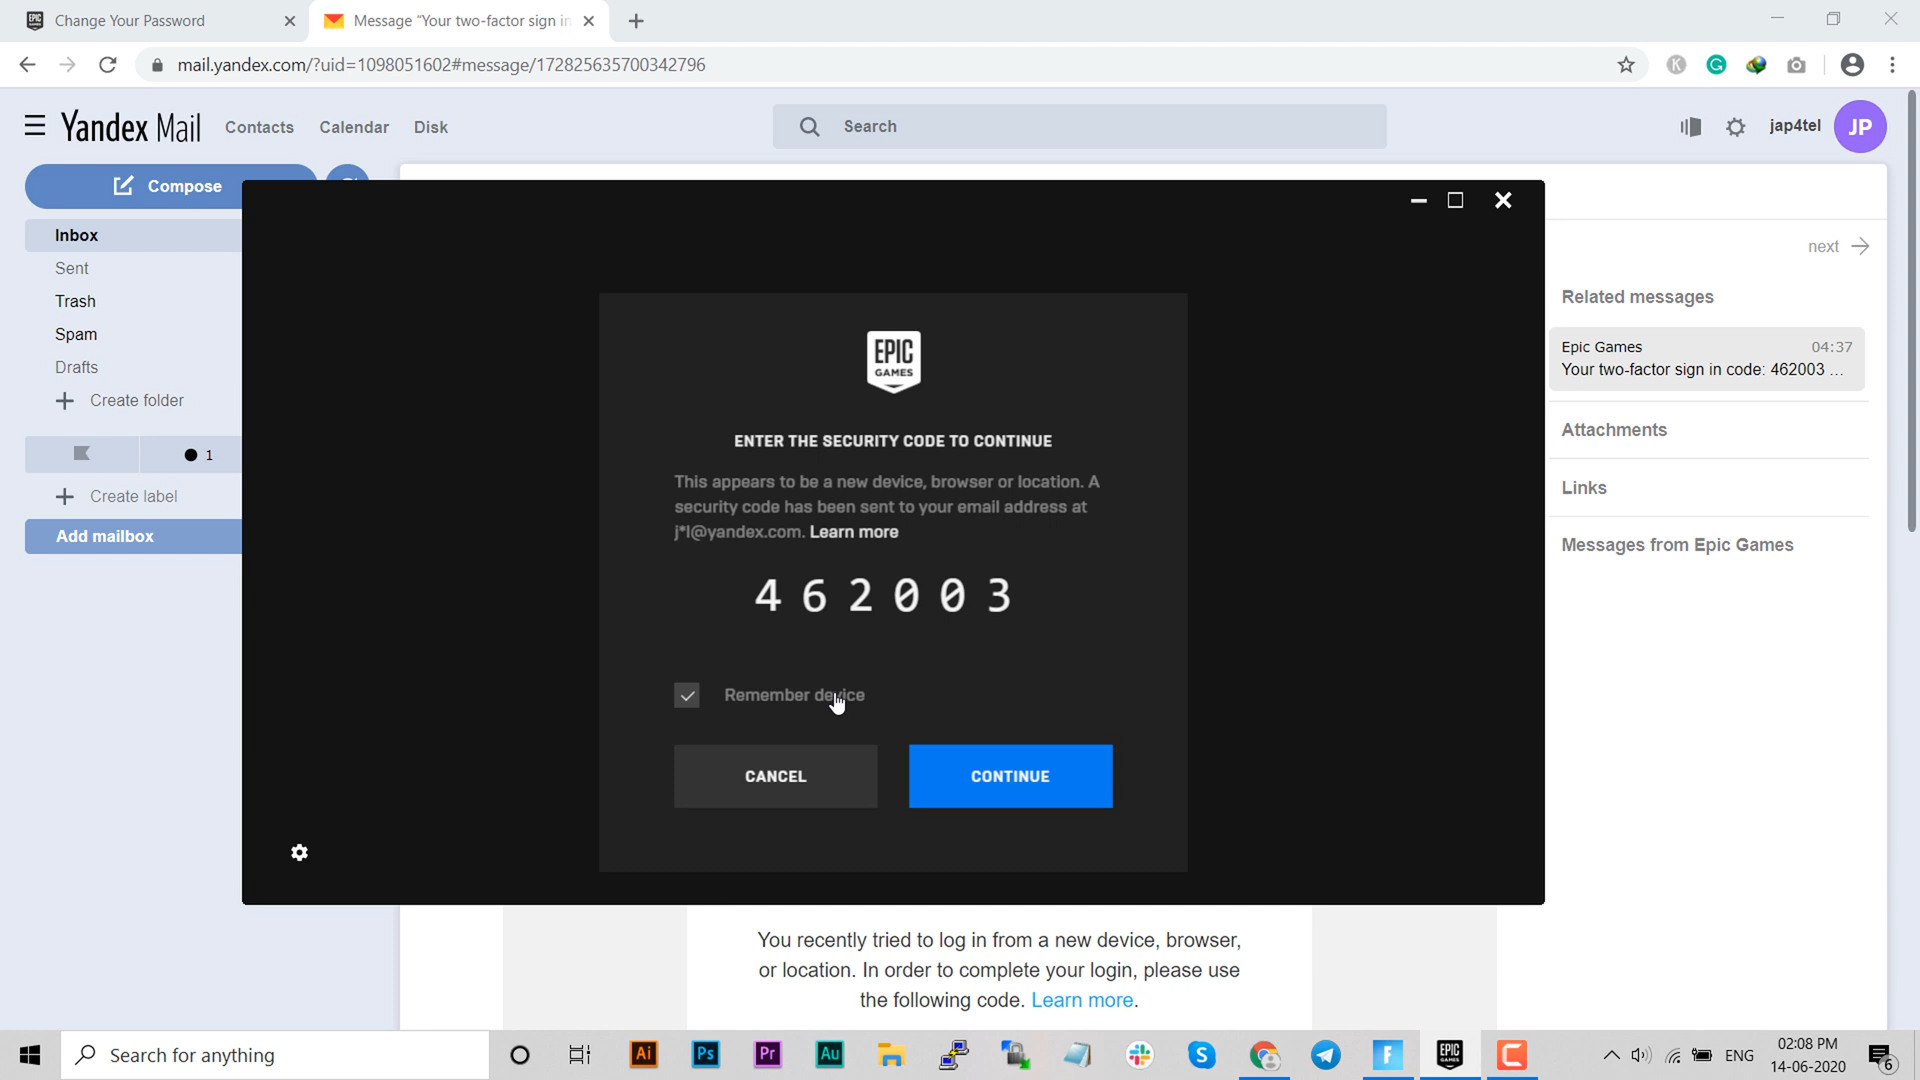 Change Your Password
Message “Your two-factor sign in
mail.yandex.com/?uid=1098051602#message/172825635700342796
Yandex Mail
Contacts
Calendar
Disk
Search
jap4tel
JP
Compose
Inbox
Sent
Trash
Spam
Drafts
Create folder
1
Create label
Add mailbox
EPIC
GAMES
ENTER THE SECURITY CODE TO CONTINUE
This appears to be a new device, browser or location. A
security code has been sent to your email address at
j*l@yandex.com. Learn more
4 6 2 0 0 3
Remember device
CANCEL
CONTINUE
next
Related messages
Epic Games
04:37
Your two-factor sign in code: 462003 ...
Attachments
Links
Messages from Epic Games
You recently tried to log in from a new device, browser,
or location. In order to complete your login, please use
the following code. Learn more.
Search for anything
Ai
Ps
Pr
Au
ENG
02:08 PM
14-06-2020
6